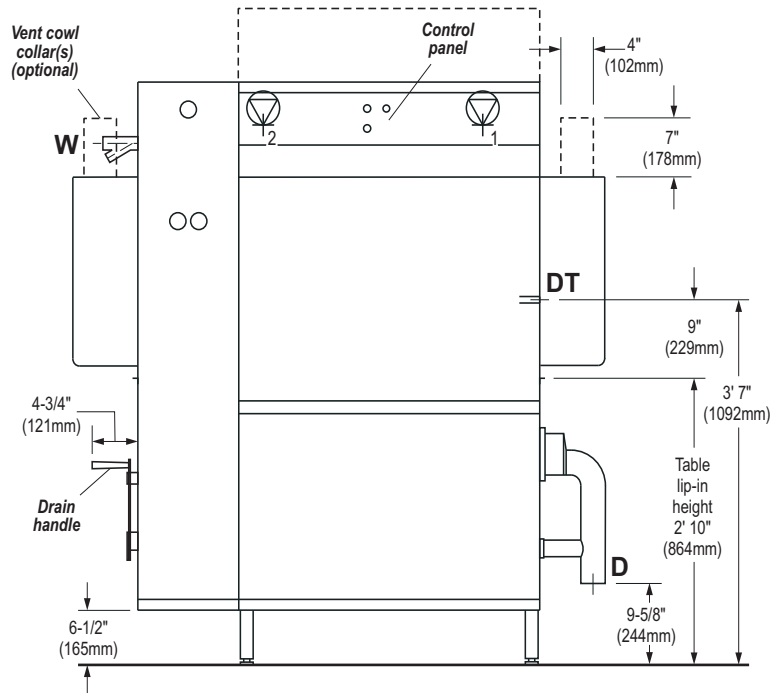 Vent cowl
collar(s)
(optional)
Control
panel
4"
(102mm)
7"
(178mm)
W
2
1
DT
9"
(229mm)
3' 7"
(1092mm)
4-3/4"
(121mm)
Drain
handle
Table
lip-in
height
2' 10"
(864mm)
D
6-1/2"
(165mm)
9-5/8"
(244mm)